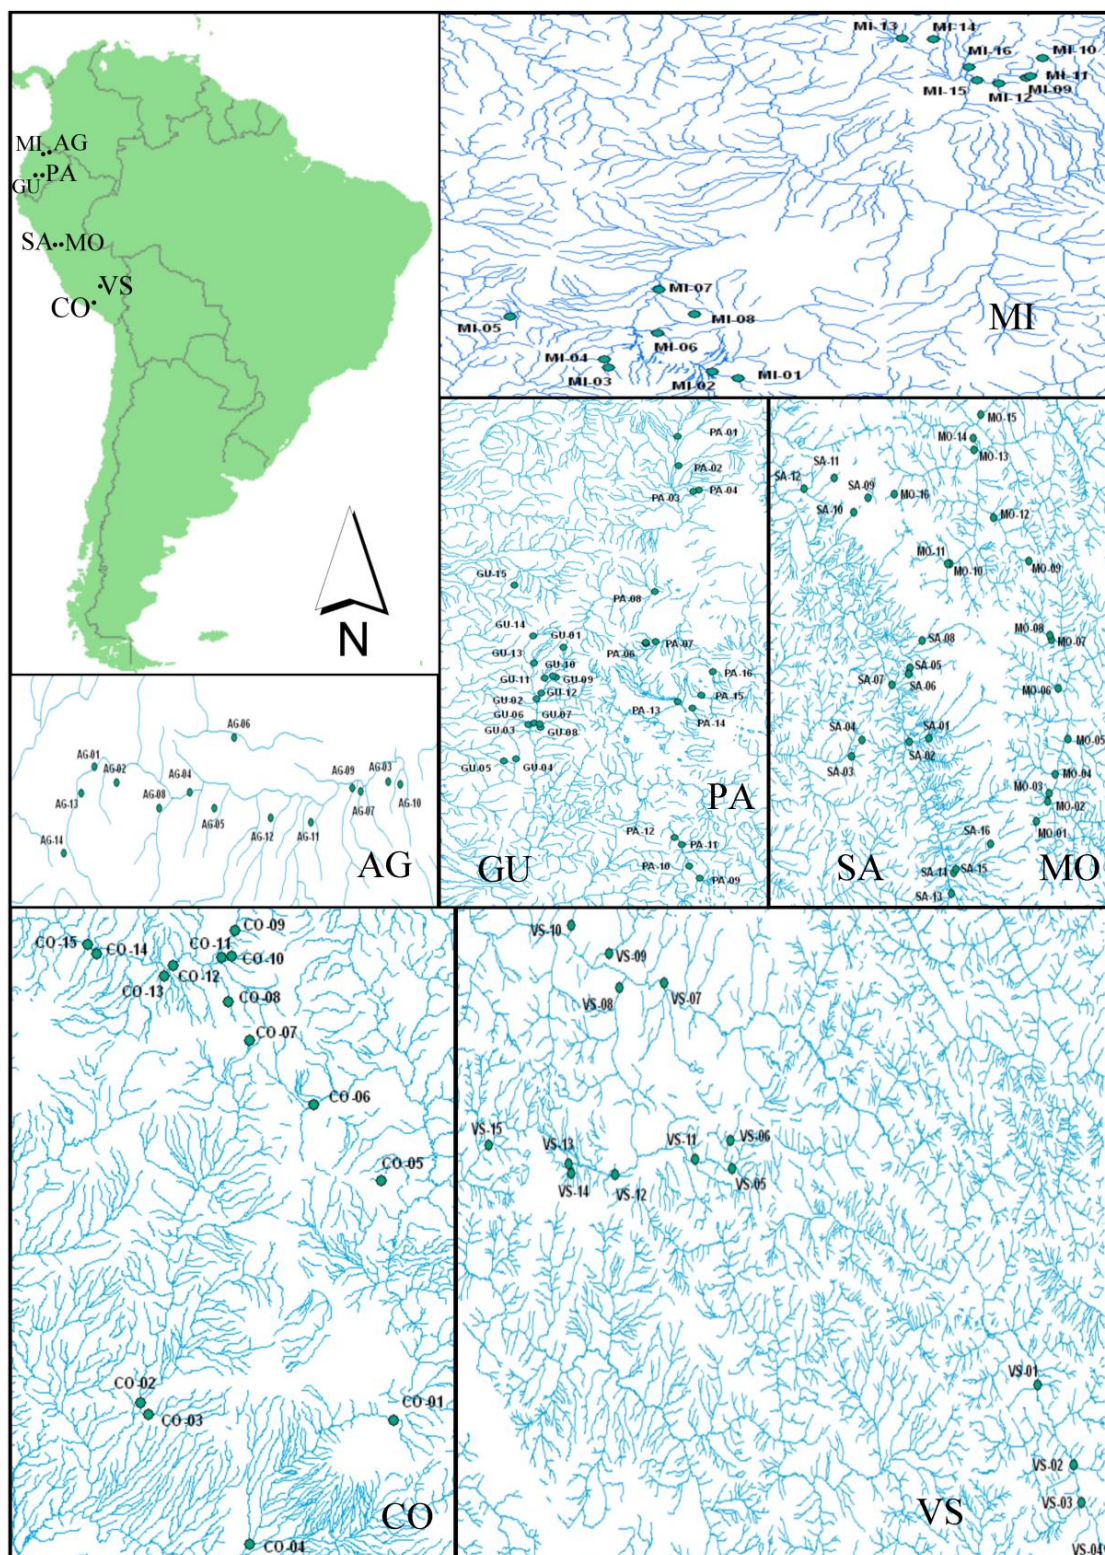 MI AG
GU PA
SA MO
VS
CO
N
MI-13 MI-14
MI-16 MI-10
MI-11
MI-15 MI-09
MI-12
MI-07
MI-05 MI-08
MI-06
MI-04
MI-03
MI-02 MI-01
MI
AG-06
AG-01
AG-02 AG-04 AG-09 AG-03
AG-13 AG-08 AG-07 AG-10
AG-05
AG-12 AG-11
AG-14
AG
PA-01
PA-02
PA-03 PA-04
GU-15
PA-08
GU-14 GU-01
PA-06 PA-07
GU-13 GU-10
GU-11 GU-09
PA-16
GU-12
GU-02 PA-15
PA-13
GU-06 GU-07 PA-14
GU-03 GU-08
GU-05 GU-04
PA
PA-12
PA-11
PA-10
PA-09
GU
MO-15
MO-14
MO-13
SA-11
SA-12
SA-09 MO-16
SA-10 MO-12
MO-11
MO-10 MO-09
SA-08 MO-08
MO-07
SA-05
SA-07 SA-06
MO-06
SA-04 SA-01
MO-05
SA-02
SA-03
MO-04
MO-03
MO-02
SA-16 MO-01
SA-15
SA-14
SA-13
SA MO
CO-09
CO-15 CO-11
CO-14 CO-10
CO-12
CO-13
CO-08
CO-07
CO-06
CO-05
CO-02
CO-01
CO-03
CO
CO-04
VS-10
VS-09
VS-08 VS-07
VS-15 VS-13 VS-11 VS-06
VS-14 VS-12 VS-05
VS-01
VS-02
VS-03
VS
VS-04